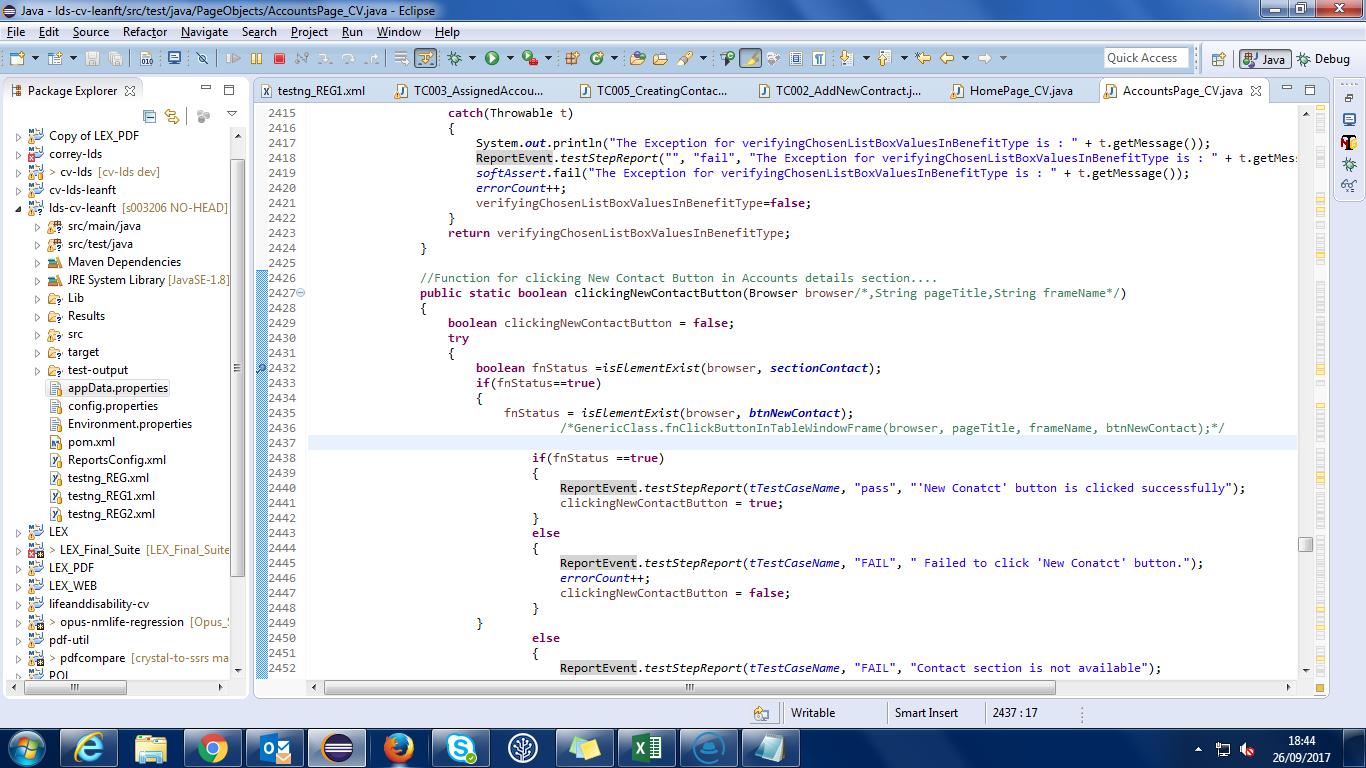 Java - lds-cv-leanft/src/test/java/PageObjects/AccountsPage_CV.java - Eclipse
File Edit Source Refactor Navigate Search Project Run Window Help
Quick Access
Java
Debug
Package Explorer
testng_REG1.xml
TC003_AssignedAccou...
TC005_CreatingContac...
TC002_AddNewContract.j...
HomePage_CV.java
AccountsPage_CV.java
Copy of LEX_PDF
correy-lds
> cv-lds [cv-lds dev]
cv-lds-leanft
lds-cv-leanft [s003206 NO-HEAD]
src/main/java
src/test/java
Maven Dependencies
JRE System Library [JavaSE-1.8]
Lib
Results
src
target
test-output
appData.properties
config.properties
Environment.properties
pom.xml
ReportsConfig.xml
testng_REG.xml
testng_REG1.xml
testng_REG2.xml
LEX
> LEX_Final_Suite [LEX_Final_Suite
LEX_PDF
LEX_WEB
lifeanddisability-cv
> opus-nmlife-regression [Opus_S
pdf-util
> pdfcompare [crystal-to-ssrs ma
POI
2415 catch(Throwable t)
2416 {
2417 System.out.println("The Exception for verifyingChosenListBoxValuesInBenefitType is : " + t.getMessage());
2418 ReportEvent.testStepReport("", "fail", "The Exception for verifyingChosenListBoxValuesInBenefitType is : " + t.getMess
2419 softAssert.fail("The Exception for verifyingChosenListBoxValuesInBenefitType is : " + t.getMessage());
2420 errorCount++;
2421 verifyingChosenListBoxValuesInBenefitType=false;
2422 }
2423 return verifyingChosenListBoxValuesInBenefitType;
2424 }
2425
2426 //Function for clicking New Contact Button in Accounts details section....
2427 public static boolean clickingNewContactButton(Browser browser/*,String pageTitle,String frameName*/)
2428 {
2429 boolean clickingNewContactButton = false;
2430 try
2431 {
2432 boolean fnStatus =isElementExist(browser, sectionContact);
2433 if(fnStatus==true)
2434 {
2435 fnStatus = isElementExist(browser, btnNewContact);
2436 /*GenericClass.fnClickButtonInTableWindowFrame(browser, pageTitle, frameName, btnNewContact);*/
2437
2438 if(fnStatus ==true)
2439 {
2440 ReportEvent.testStepReport(tTestCaseName, "pass", "'New Conatct' button is clicked successfully");
2441 clickingNewContactButton = true;
2442 }
2443 else
2444 {
2445 ReportEvent.testStepReport(tTestCaseName, "FAIL", " Failed to click 'New Conatct' button.");
2446 errorCount++;
2447 clickingNewContactButton = false;
2448 }
2449 }
2450 else
2451 {
2452 ReportEvent.testStepReport(tTestCaseName, "FAIL", "Contact section is not available");
Writable
Smart Insert
2437 : 17
18:44
26/09/2017